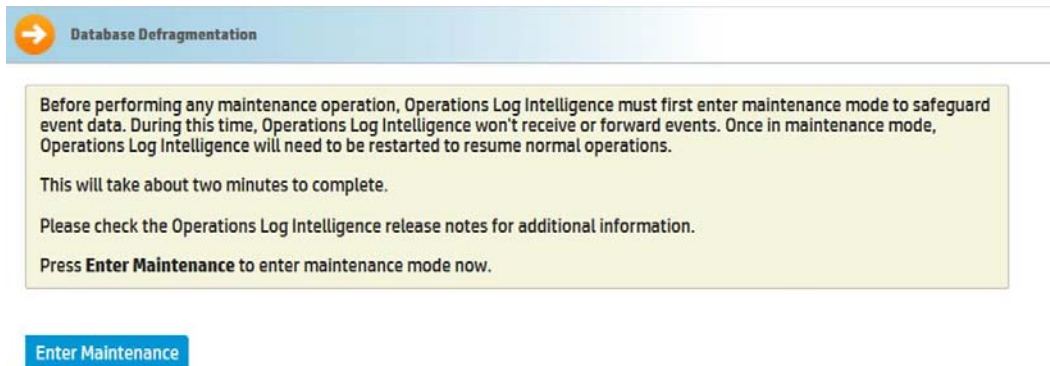 Database Defragmentation
Before performing any maintenance operation, Operations Log Intelligence must first enter maintenance mode to safeguard
event data. During this time, Operations Log Intelligence won't receive or forward events. Once in maintenance mode,
Operations Log Intelligence will need to be restarted to resume normal operations.
This will take about two minutes to complete.
Please check the Operations Log Intelligence release notes for additional information.
Press Enter Maintenance to enter maintenance mode now.
Enter Maintenance